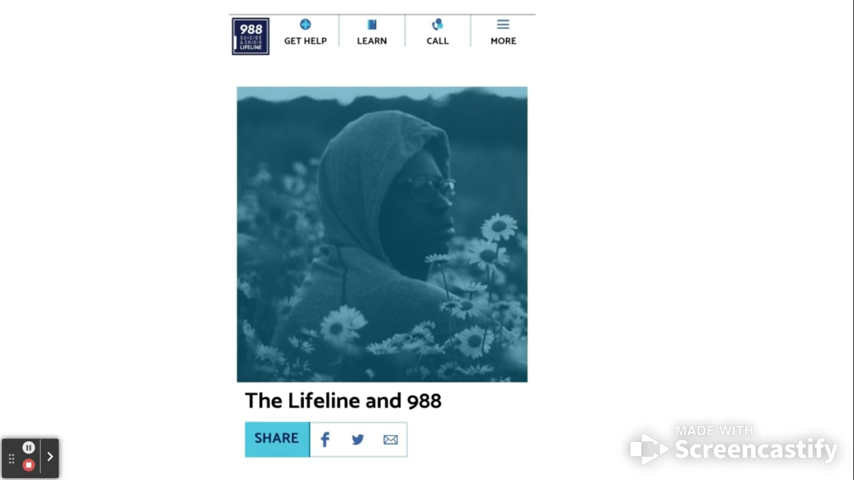 988
SUICIDE
& CRISIS
LIFELINE
GET HELP
LEARN
CALL
MORE
The Lifeline and 988
SHARE
MADE WITH
Screencastify